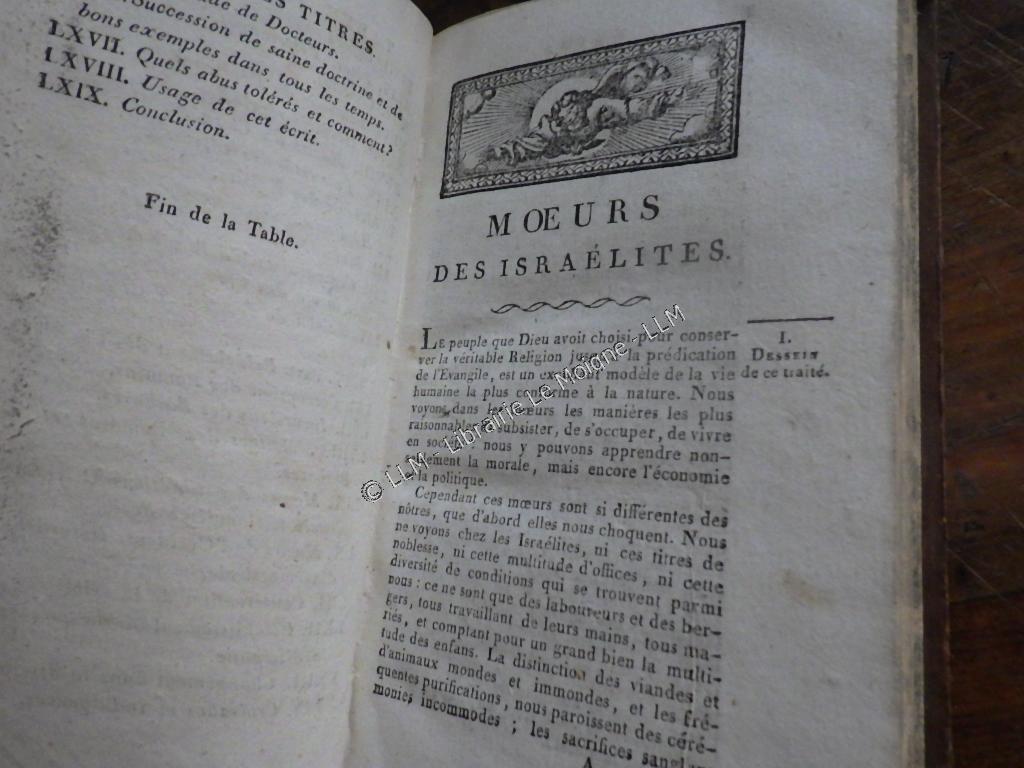 S TITRES.
de de Docteurs.
Succession de saine doctrine et de
bons exemples dans tous les temps.
LXVII. Quels abus tolérés et comment?
LXVIII. Usage de cet écrit.
LXIX. Conclusion.
Fin de la Table.
MOEURS
DES ISRAÉLITES.
I.
DESSEIN
de ce traité.
LE peuple que Dieu avoit choisi pour conser-
ver la véritable Religion la prédication
de l'Evangile, est un modèle de la vie
humaine la plus à la nature. Nous
voyons dans mœurs les manières les plus
raisonnables subsister, de s'occuper, de vivre
en nous y pouvons apprendre non-
seulement la morale, mais encore l'économie
la politique.
Cependant ces mœurs sont si différentes des
nôtres, que d'abord elles nous choquent. Nous
ne voyons chez les Israélites, ni ces titres de
noblesse, ni cette multitude d'offices, ni cette
diversité de conditions qui se trouvent parmi
nous : ce ne sont que des laboureurs et des ber-
gers, tous travaillant de leurs mains, tous ma-
riés, et comptant pour un grand bien la multi-
tude des enfans. La distinction des viandes et
d'animaux mondes et immondes, et les fré-
quentes purifications, nous paroissent des céré-
monies incommodes ; les sacrifices sanglans
A
© LLM - Librairie Le Moigne - LLM